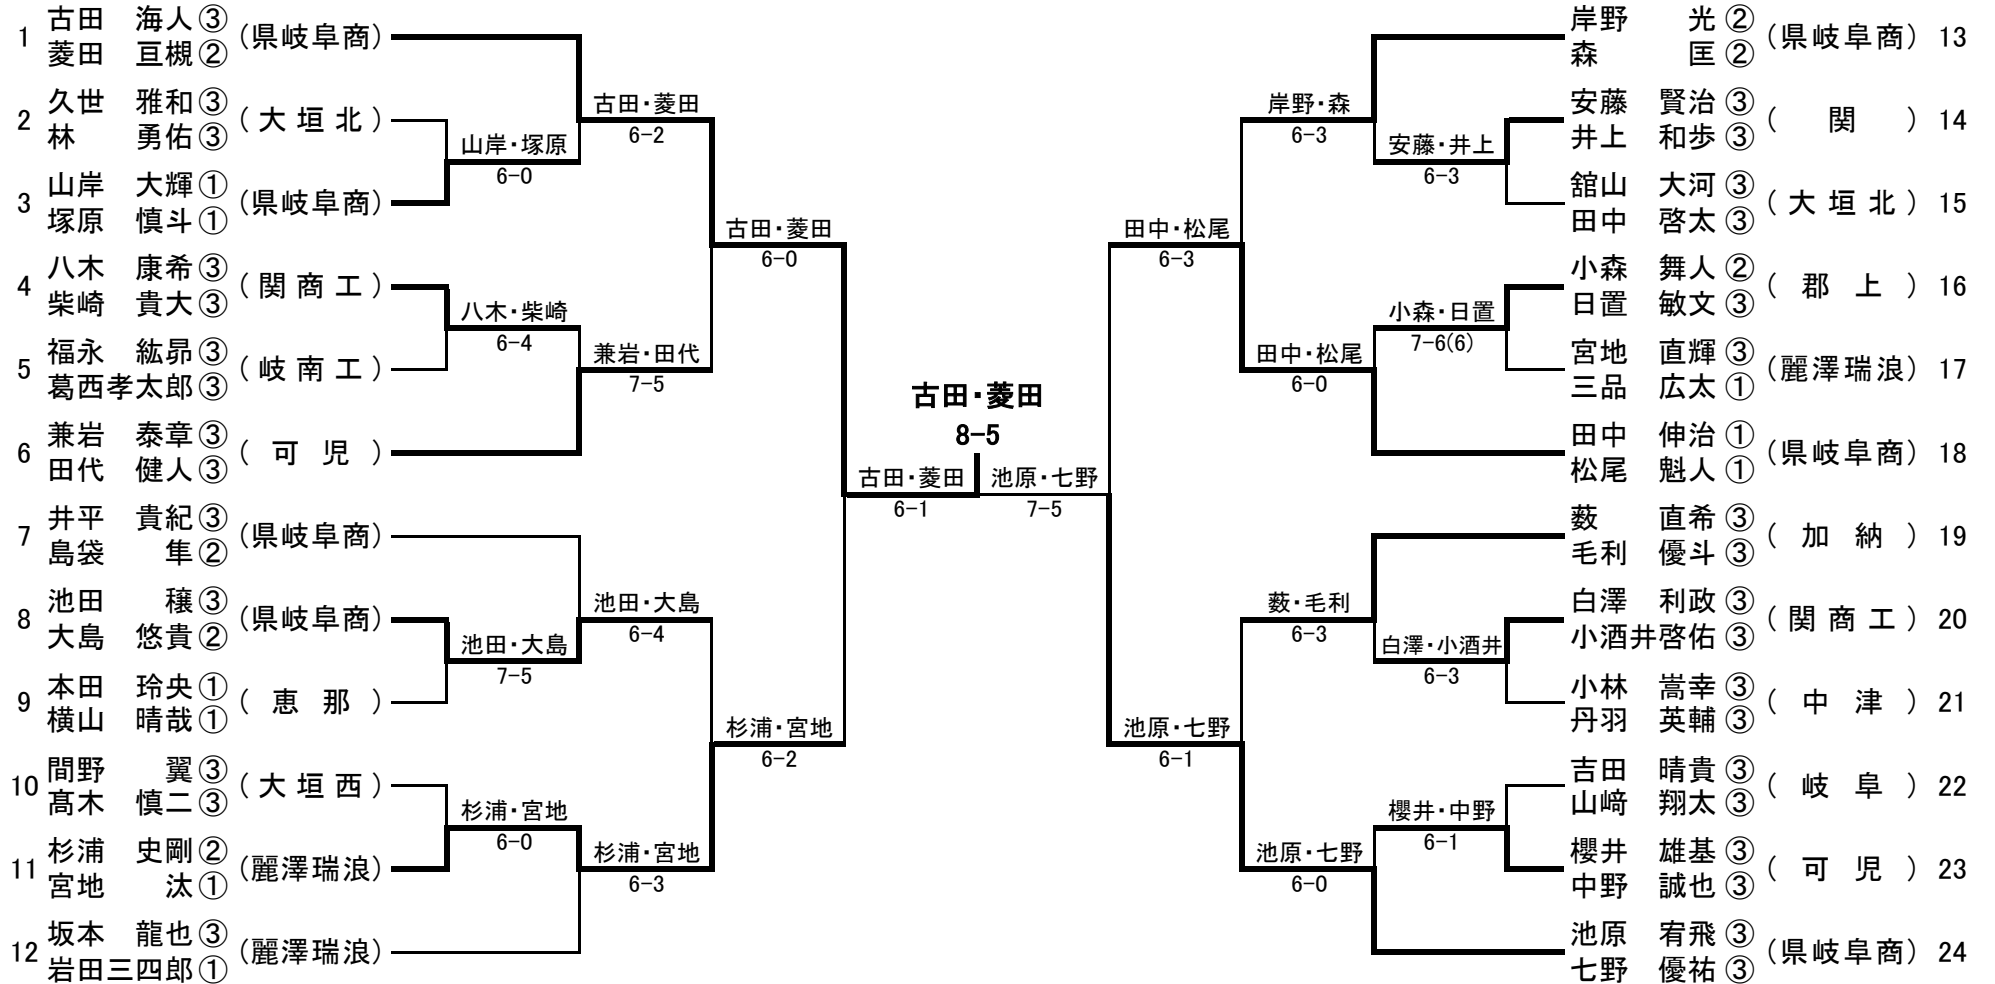 1 古田 海人③ (県岐阜商)
菱田 亘槻②
2 久世 雅和③ (大垣北)
林 勇佑③
3 山岸 大輝① (県岐阜商)
塚原 慎斗①
4 八木 康希③ (関商工)
柴崎 貴大③
5 福永 紘昴③ (岐南工)
葛西孝太郎③
6 兼岩 泰章③ (可児)
田代 健人③
7 井平 貴紀③ (県岐阜商)
島袋 隼②
8 池田 穣③ (県岐阜商)
大島 悠貴②
9 本田 玲央① (恵那)
横山 晴哉①
10 間野 翼③ (大垣西)
髙木 慎二③
11 杉浦 史剛② (麗澤瑞浪)
宮地 汰①
12 坂本 龍也③ (麗澤瑞浪)
岩田三四郎①
山岸・塚原
6-0
八木・柴崎
6-4
池田・大島
7-5
杉浦・宮地
6-0
古田・菱田
6-2
兼岩・田代
7-5
池田・大島
6-4
杉浦・宮地
6-3
古田・菱田
6-0
杉浦・宮地
6-2
古田・菱田
6-1
古田・菱田
8-5
池原・七野
7-5
田中・松尾
6-3
池原・七野
6-1
岸野・森
6-3
田中・松尾
6-0
薮・毛利
6-3
池原・七野
6-0
安藤・井上
6-3
小森・日置
7-6(6)
白澤・小酒井
6-3
櫻井・中野
6-1
岸野 光② (県岐阜商) 13
森 匡②
安藤 賢治③ (関) 14
井上 和歩③
舘山 大河③ (大垣北) 15
田中 啓太③
小森 舞人② (郡上) 16
日置 敏文③
宮地 直輝③ (麗澤瑞浪) 17
三品 広太①
田中 伸治① (県岐阜商) 18
松尾 魁人①
薮 直希③ (加納) 19
毛利 優斗③
白澤 利政③ (関商工) 20
小酒井啓佑③
小林 嵩幸③ (中津) 21
丹羽 英輔③
吉田 晴貴③ (岐阜) 22
山﨑 翔太③
櫻井 雄基③ (可児) 23
中野 誠也③
池原 宥飛③ (県岐阜商) 24
七野 優祐③